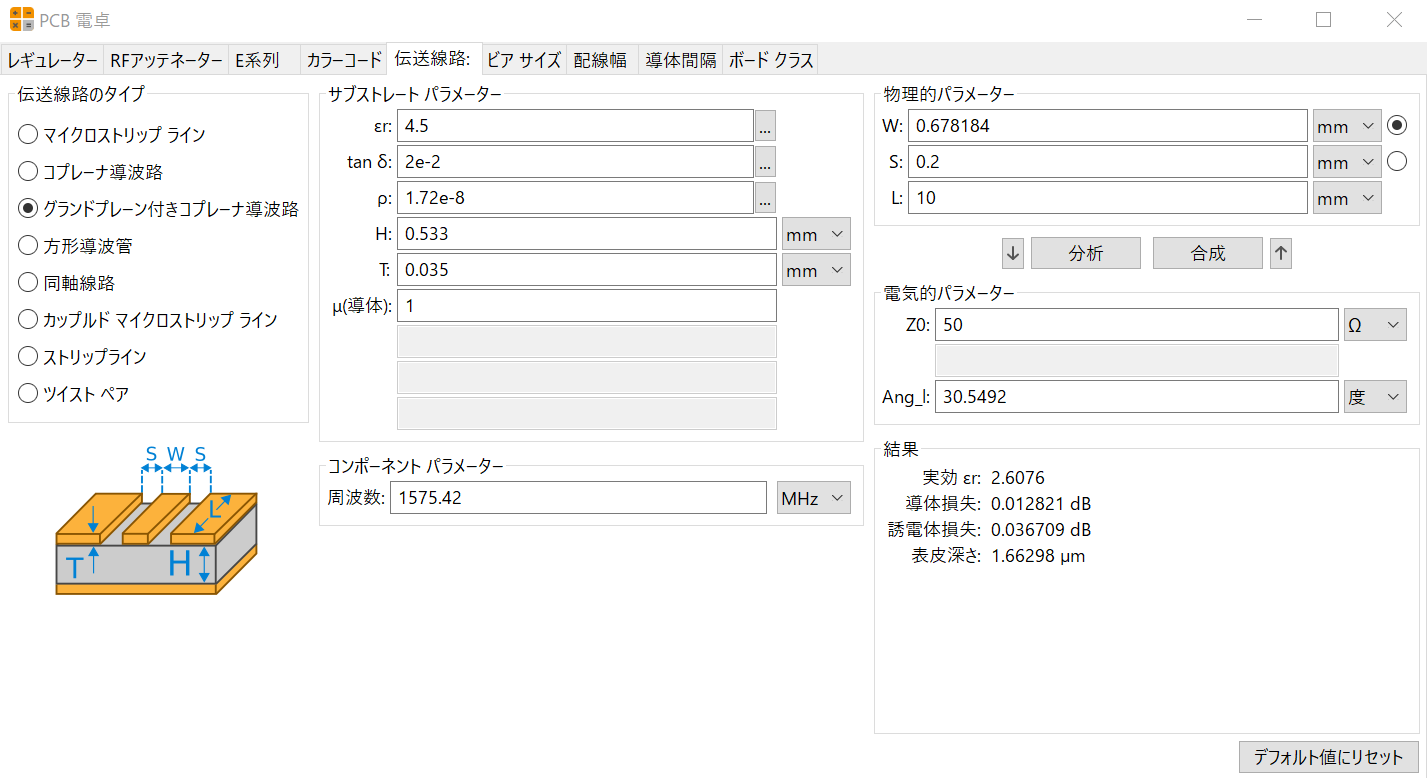 PCB 電卓
レギュレーター RFアッテネーター E系列 カラーコード 伝送線路: ビア サイズ 配線幅 導体間隔 ボード クラス
伝送線路のタイプ
マイクロストリップ ライン
コプレーナ導波路
グランドプレーン付きコプレーナ導波路
方形導波管
同軸線路
カップルド マイクロストリップ ライン
ストリップライン
ツイスト ペア
S W S
L
T
H
サブストレート パラメーター
εr: 4.5 ...
tan δ: 2e-2 ...
ρ: 1.72e-8 ...
H: 0.533 mm
T: 0.035 mm
μ(導体): 1
コンポーネント パラメーター
周波数: 1575.42 MHz
物理的パラメーター
W: 0.678184 mm
S: 0.2 mm
L: 10 mm
分析 合成
電気的パラメーター
Z0: 50 Ω
Ang_l: 30.5492 度
結果
実効 εr: 2.6076
導体損失: 0.012821 dB
誘電体損失: 0.036709 dB
表皮深さ: 1.66298 μm
デフォルト値にリセット